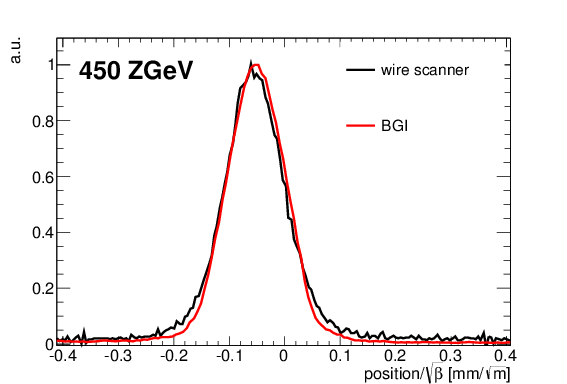 a.u.
450 ZGeV
wire scanner
BGI
1
0.8
0.6
0.4
0.2
0
-0.4 -0.3 -0.2 -0.1 0 0.1 0.2 0.3 0.4
position/√β [mm/√m]